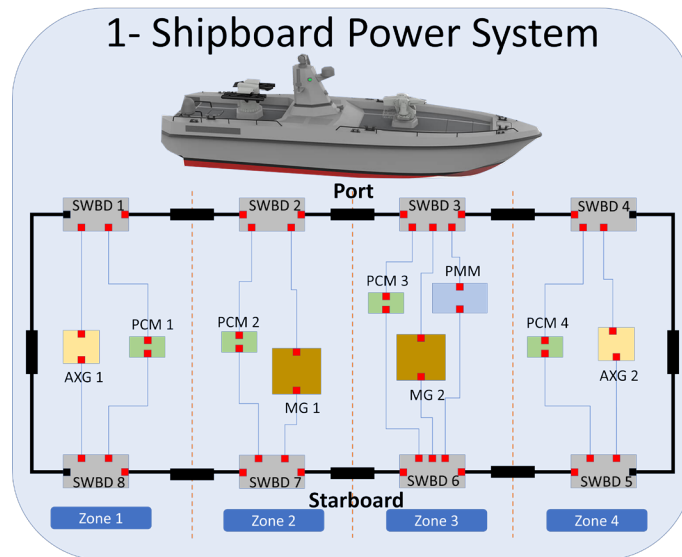 1- Shipboard Power System
Port
SWBD 1
SWBD 2
SWBD 3
SWBD 4
PCM 3
PMM
PCM 1
PCM 2
PCM 4
AXG 1
MG 1
MG 2
AXG 2
SWBD 8
SWBD 7
SWBD 6
SWBD 5
Starboard
Zone 1
Zone 2
Zone 3
Zone 4